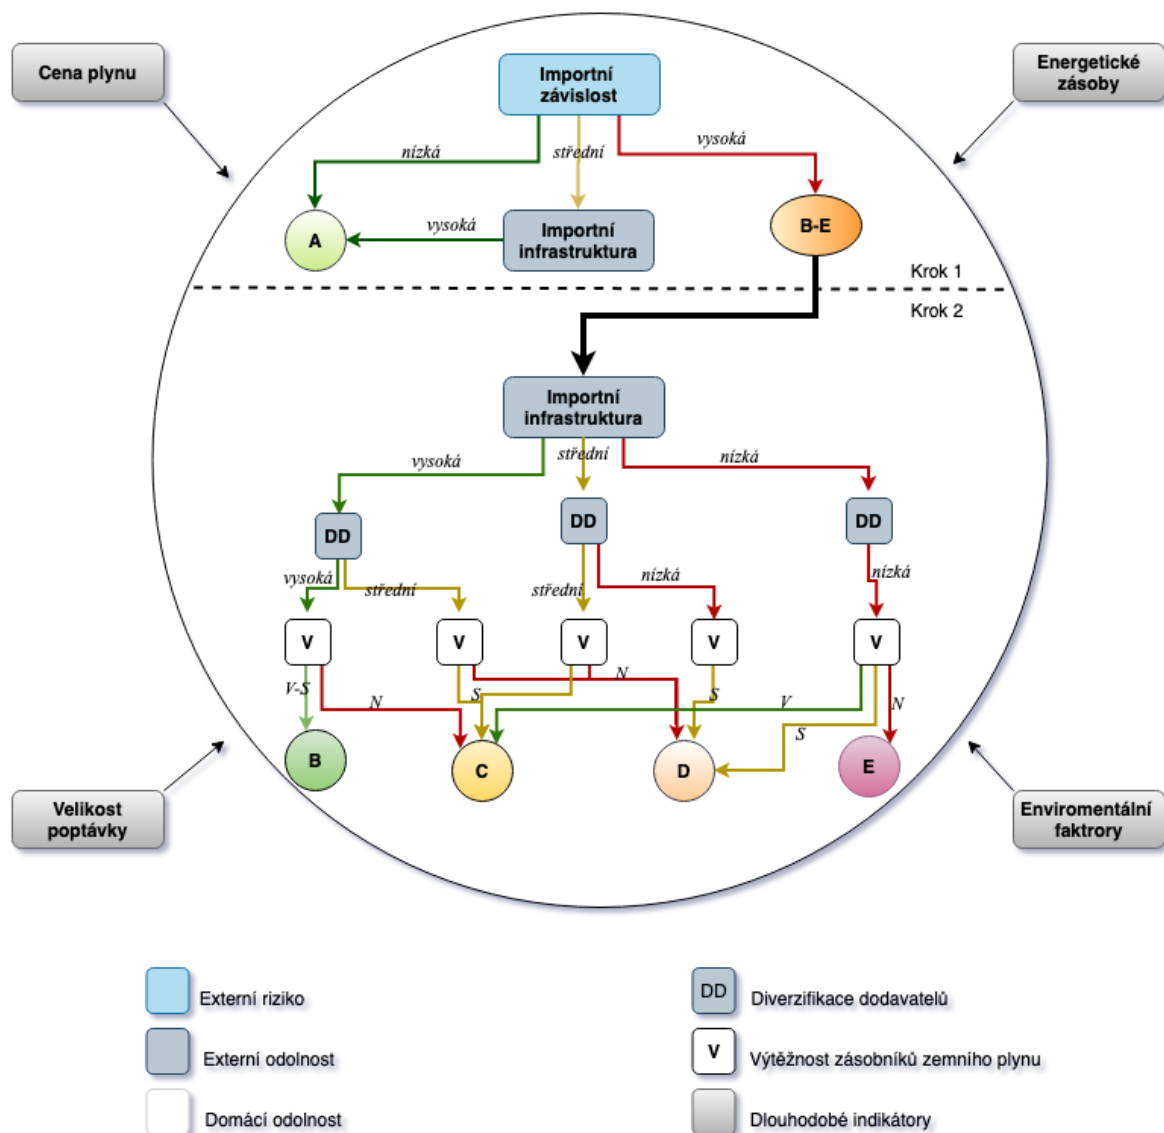 Cena plynu
Importní
závislost
Energetické
zásoby
nízká
střední
vysoká
A
vysoká
Importní
infrastruktura
B-E
Krok 1
Krok 2
Importní
infrastruktura
vysoká
střední
nízká
DD
DD
DD
vysoká
střední
střední
nízká
nízká
V
V
V
V
V
V-S
N
S
N
S
V
S
N
B
C
D
E
Velikost
poptávky
Enviromentální
faktrory
Externí riziko
DD
Diverzifikace dodavatelů
Externí odolnost
V
Výtěžnost zásobníků zemního plynu
Domácí odolnost
Dlouhodobé indikátory